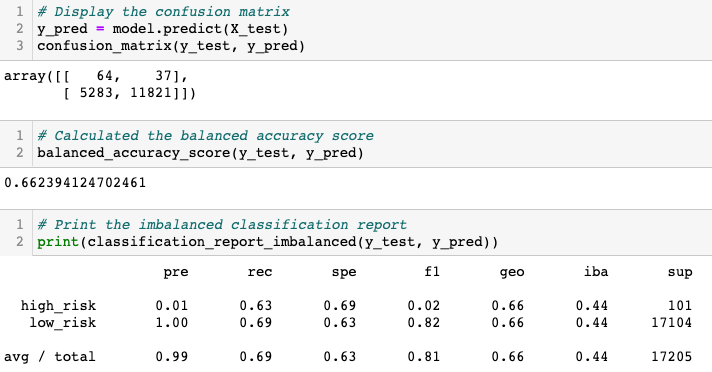 1 # Display the confusion matrix
2 y_pred = model.predict(X_test)
3 confusion_matrix(y_test, y_pred)
array([[   64,    37],
       [ 5283, 11821]])
1 # Calculated the balanced accuracy score
2 balanced_accuracy_score(y_test, y_pred)
0.662394124702461
1 # Print the imbalanced classification report
2 print(classification_report_imbalanced(y_test, y_pred))
pre rec spe f1 geo iba sup
high_risk 0.01 0.63 0.69 0.02 0.66 0.44 101
low_risk 1.00 0.69 0.63 0.82 0.66 0.44 17104
avg / total 0.99 0.69 0.63 0.81 0.66 0.44 17205